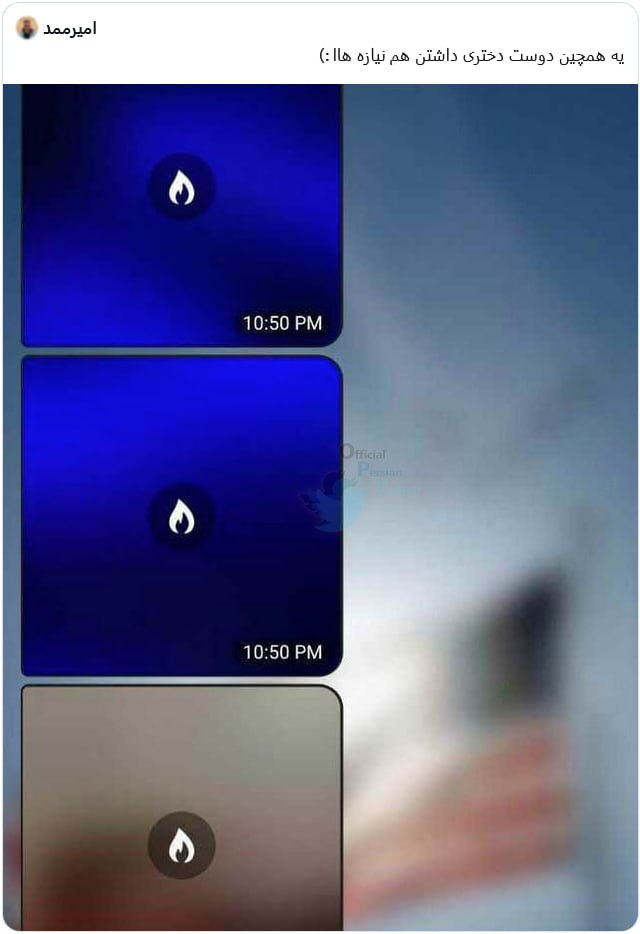 امیرممد
یه همچین دوست دختری داشتن هم نیازه هاا :)
10:50 PM
Official
Persian
10:50 PM